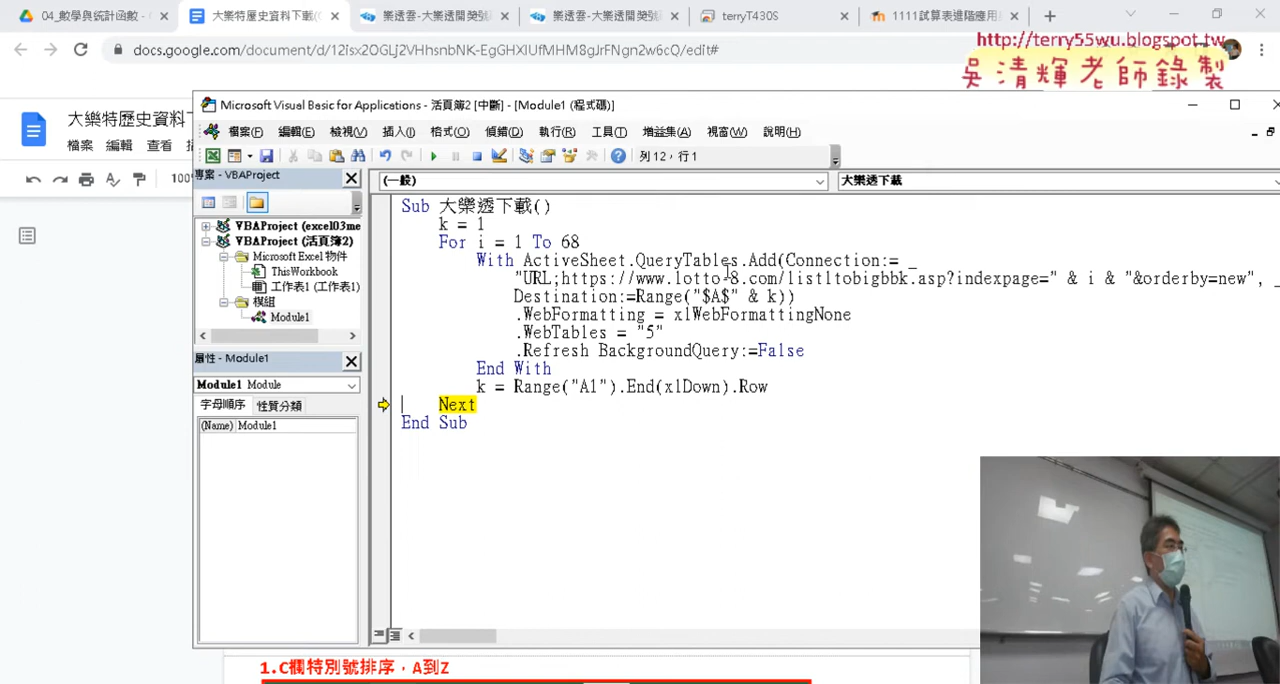 04_數學與統計函數 - G
大樂特歷史資料下載(
樂透雲-大樂透開獎號
樂透雲-大樂透開獎號
terryT430S
1111試算表進階應用
docs.google.com/document/d/12isx2OGLj2VHhsnbNK-EgGHXIUfMHM8gJrFNgn2w6Q/edit#
http://terry55wu.blogspot.tw
吳清輝老師錄製
大樂特歷史資料下
檔案 編輯 查看
100%
Microsoft Visual Basic for Applications - 活頁簿2 [中斷] - [Module1 (程式碼)]
檔案(F) 編輯(E) 檢視(V) 插入(I) 格式(O) 偵錯(D) 執行(R) 工具(T) 增益集(A) 視窗(W) 說明(H)
列 12，行 1
專案 - VBAProject
(一般)
大樂透下載
VBAProject (excel03me
VBAProject (活頁簿2)
Microsoft Excel 物件
ThisWorkbook
工作表1 (工作表1)
模組
Module1
屬性 - Module1
Module1 Module
字母順序 性質分類
(Name) Module1
Sub 大樂透下載()
k = 1
For i = 1 To 68
With ActiveSheet.QueryTables.Add(Connection:= _
"URL;https://www.lotto-8.com/listltobigbbk.asp?indexpage=" & i & "&orderby=new", _
Destination:=Range("$A$" & k))
.WebFormatting = xlWebFormattingNone
.WebTables = "5"
.Refresh BackgroundQuery:=False
End With
k = Range("A1").End(xlDown).Row
Next
End Sub
1.C欄特別號排序，A到Z